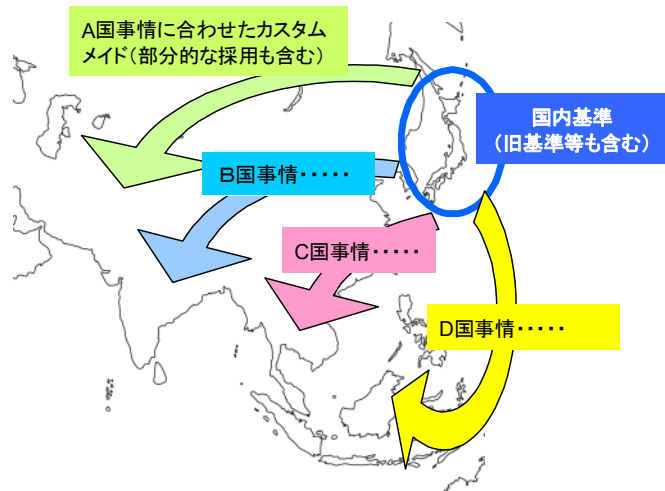 A国事情に合わせたカスタム
メイド(部分的な採用も含む)
国内基準
(旧基準等も含む)
B国事情・・・・・
C国事情・・・・・
D国事情・・・・・